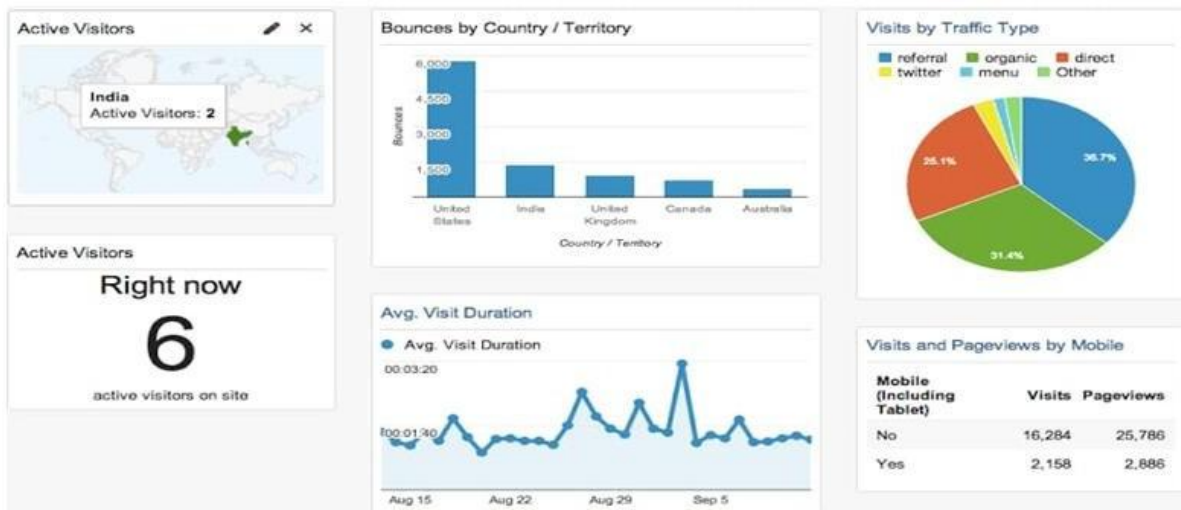 Active Visitors
India
Active Visitors: 2
Active Visitors
Right now
6
active visitors on site
Bounces by Country / Territory
Bounces
6,000
4,500
3,000
1,500
United States
India
United Kingdom
Canada
Australia
Country / Territory
Avg. Visit Duration
Avg. Visit Duration
00:03:20
00:01:40
Aug 15
Aug 22
Aug 29
Sep 5
Visits by Traffic Type
referral
organic
direct
twitter
menu
Other
36.7%
25.1%
31.4%
Visits and Pageviews by Mobile
Mobile
(Including
Tablet)
Visits
Pageviews
No 16,284 25,786
Yes 2,158 2,886